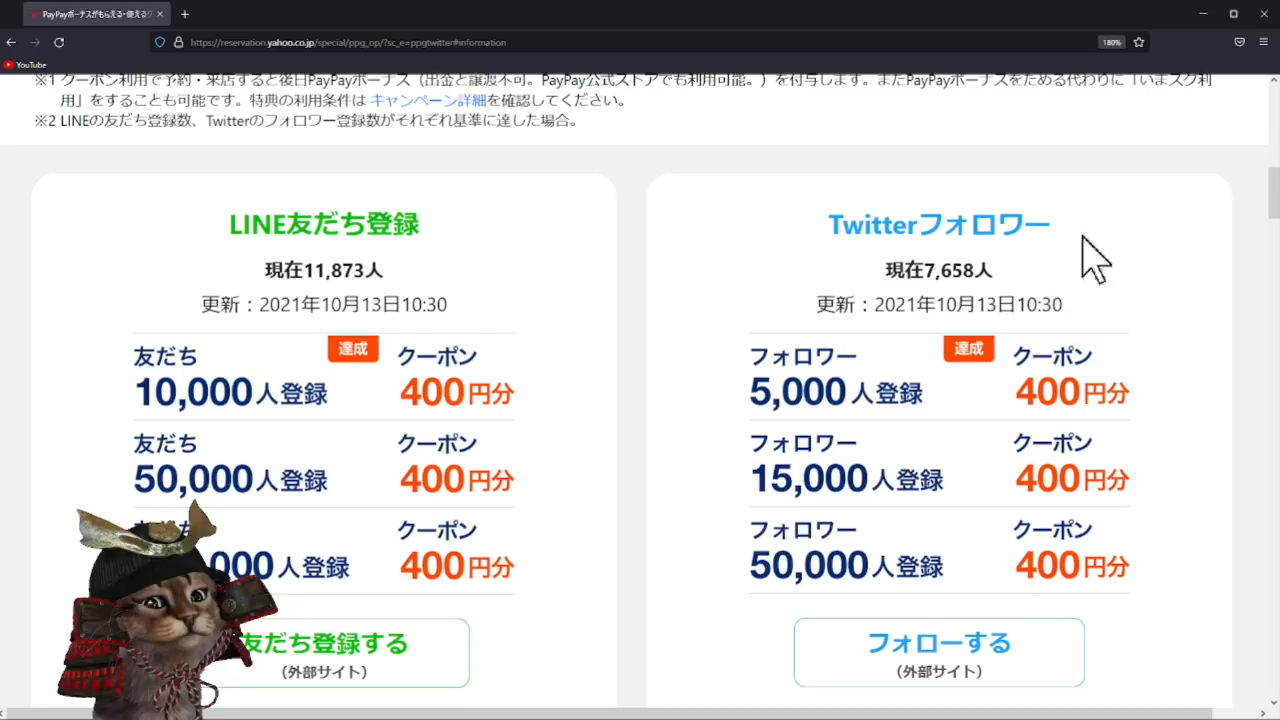 PayPayボーナスがもらえる・使えるグ
https://reservation.yahoo.co.jp/special/ppg_op/?sc_e=ppgtwitter#information
180%
YouTube
※1 クーポン利用で予約・来店すると後日PayPayボーナス（出金と譲渡不可。PayPay公式ストアでも利用可能。）を付与します。またPayPayボーナスをためる代わりに「いまスク利
用」をすることも可能です。特典の利用条件は キャンペーン詳細を確認してください。
※2 LINEの友だち登録数、Twitterのフォロワー登録数がそれぞれ基準に達した場合。
LINE友だち登録
現在11,873人
更新：2021年10月13日10:30
友だち 達成 クーポン
10,000人登録 400円分
友だち クーポン
50,000人登録 400円分
クーポン
000人登録 400円分
友だち登録する
（外部サイト）
Twitterフォロワー
現在7,658人
更新：2021年10月13日10:30
フォロワー 達成 クーポン
5,000人登録 400円分
フォロワー クーポン
15,000人登録 400円分
フォロワー クーポン
50,000人登録 400円分
フォローする
（外部サイト）